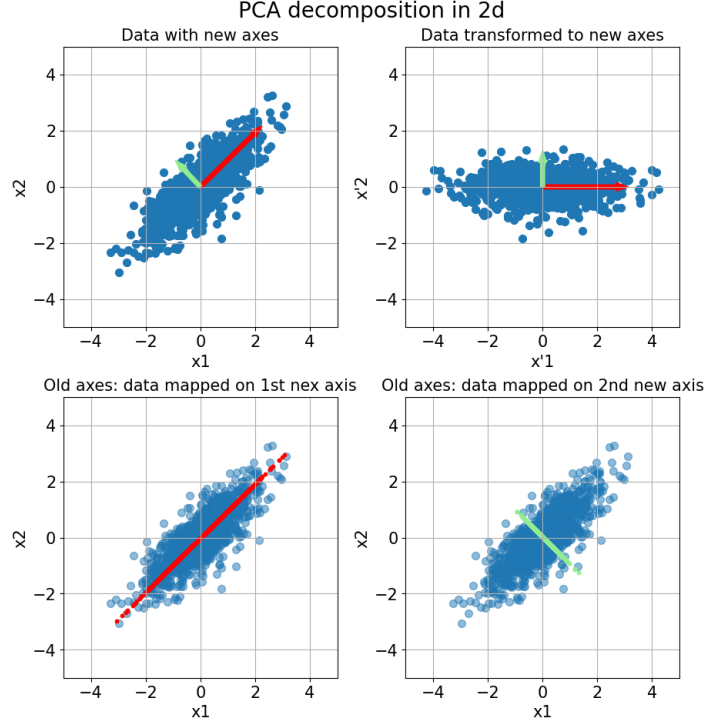 PCA decomposition in 2d
Data with new axes
Data transformed to new axes
4
2
0
−2
−4
x2
−4 −2 0 2 4
x1
4
2
0
−2
−4
x'2
−4 −2 0 2 4
x'1
Old axes: data mapped on 1st nex axis
Old axes: data mapped on 2nd new axis
4
2
0
−2
−4
x2
−4 −2 0 2 4
x1
4
2
0
−2
−4
x2
−4 −2 0 2 4
x1